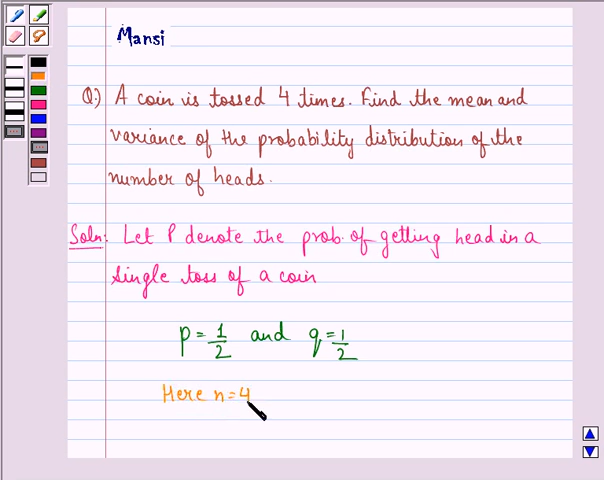 Mansi
Q.) A coin is tossed 4 times. Find the mean and
variance of the probability distribution of the
number of heads.
Soln: Let P denote the prob. of getting head in a
single toss of a coin
p = 1/2 and q = 1/2
Here n = 4